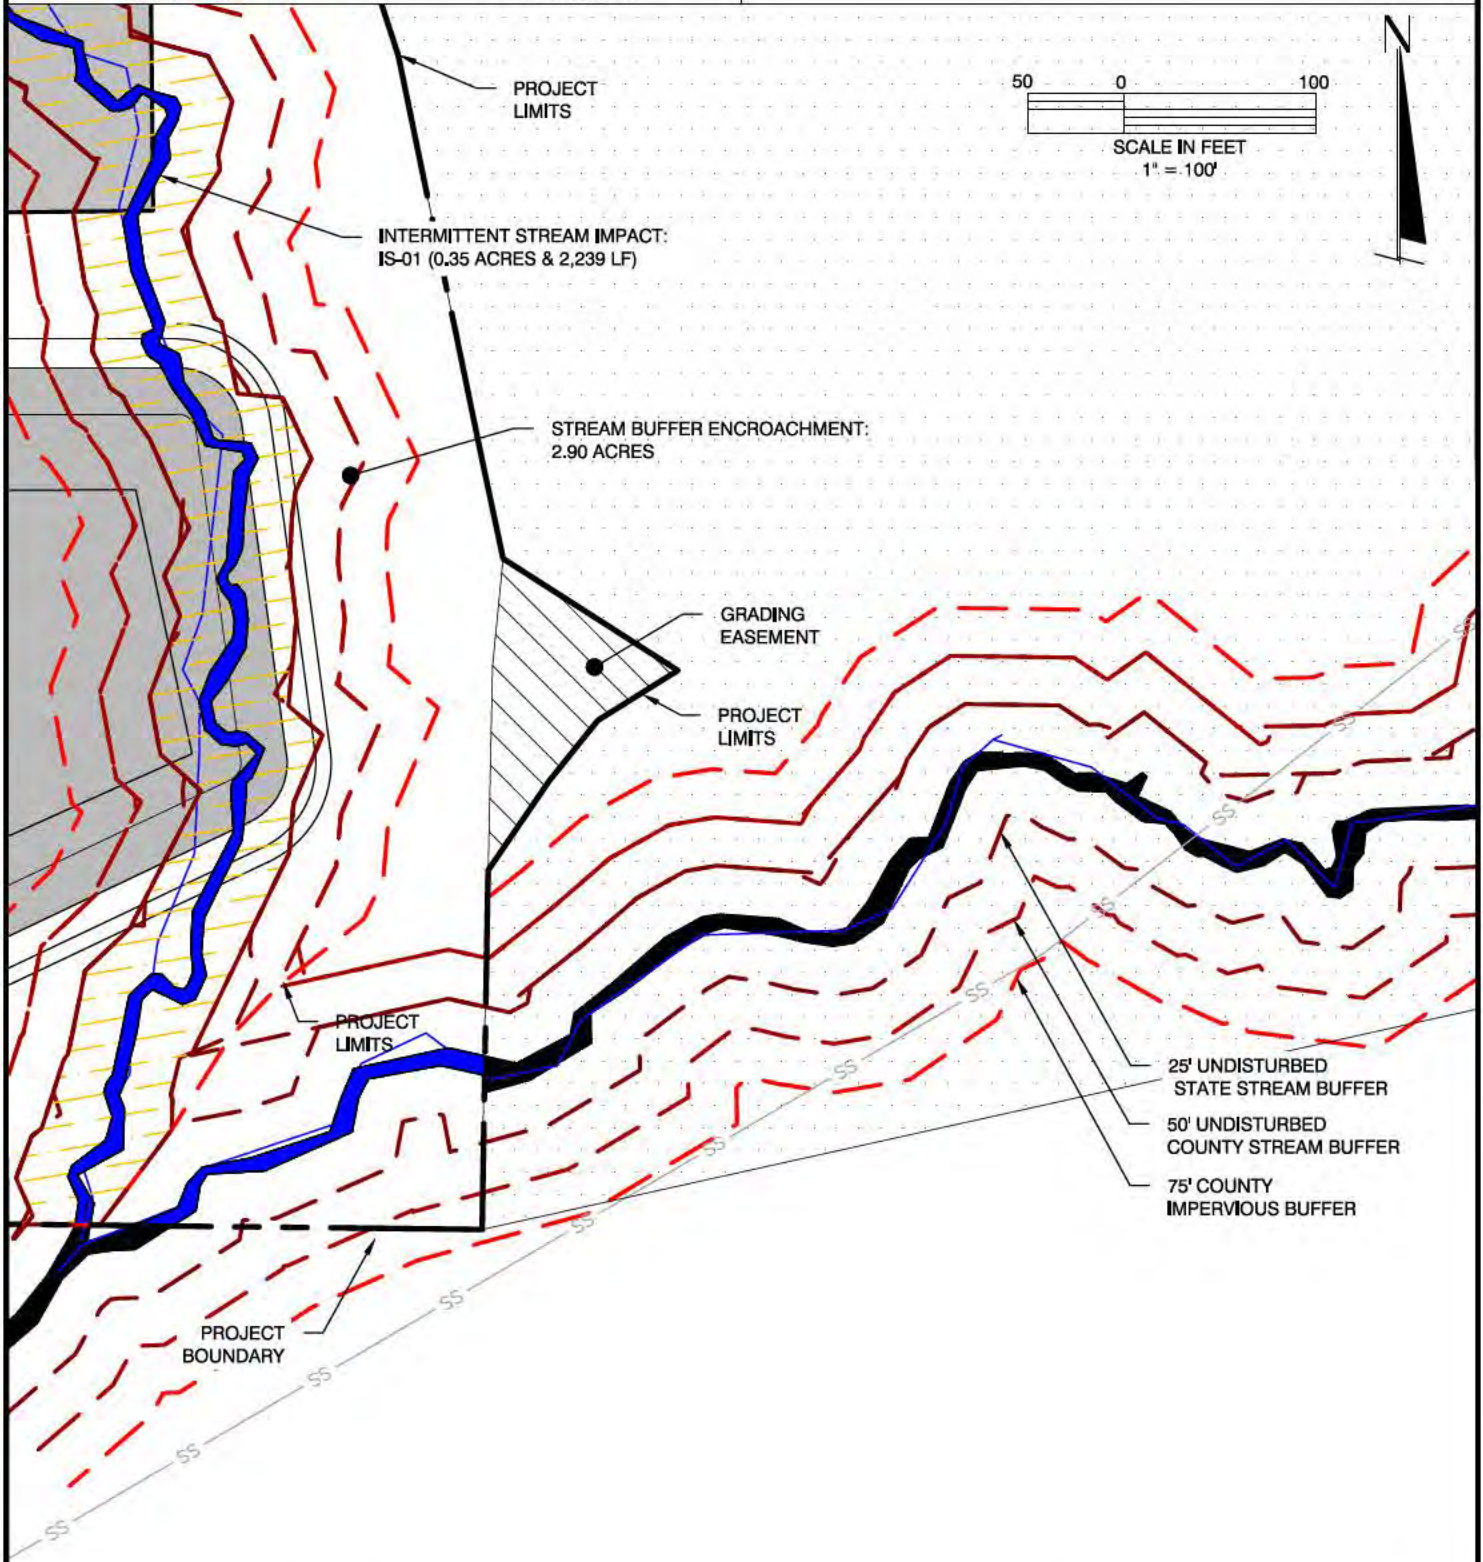 N
50 0 100
SCALE IN FEET
1" = 100'
PROJECT
LIMITS
INTERMITTENT STREAM IMPACT:
IS-01 (0.35 ACRES & 2,239 LF)
STREAM BUFFER ENCROACHMENT:
2.90 ACRES
GRADING
EASEMENT
PROJECT
LIMITS
PROJECT
LIMITS
25' UNDISTURBED
STATE STREAM BUFFER
50' UNDISTURBED
COUNTY STREAM BUFFER
75' COUNTY
IMPERVIOUS BUFFER
PROJECT
BOUNDARY
SS
SS
SS
SS
SS
SS
SS
SS
SS
SS
SS
SS